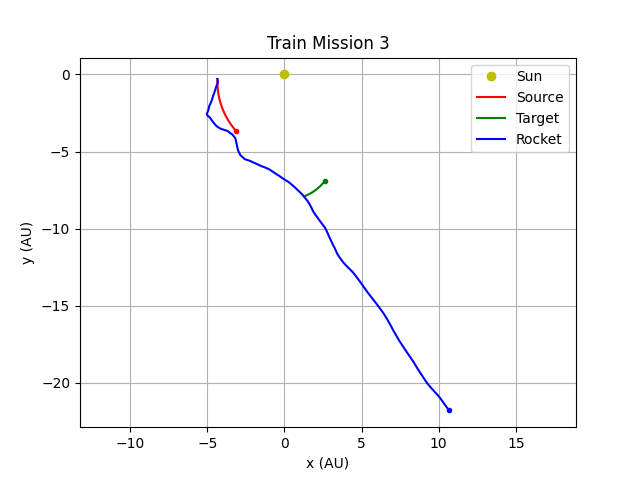 Train Mission 3
Sun
Source
Target
Rocket
0
−5
−10
−15
−20
y (AU)
−10
−5
0
5
10
15
x (AU)